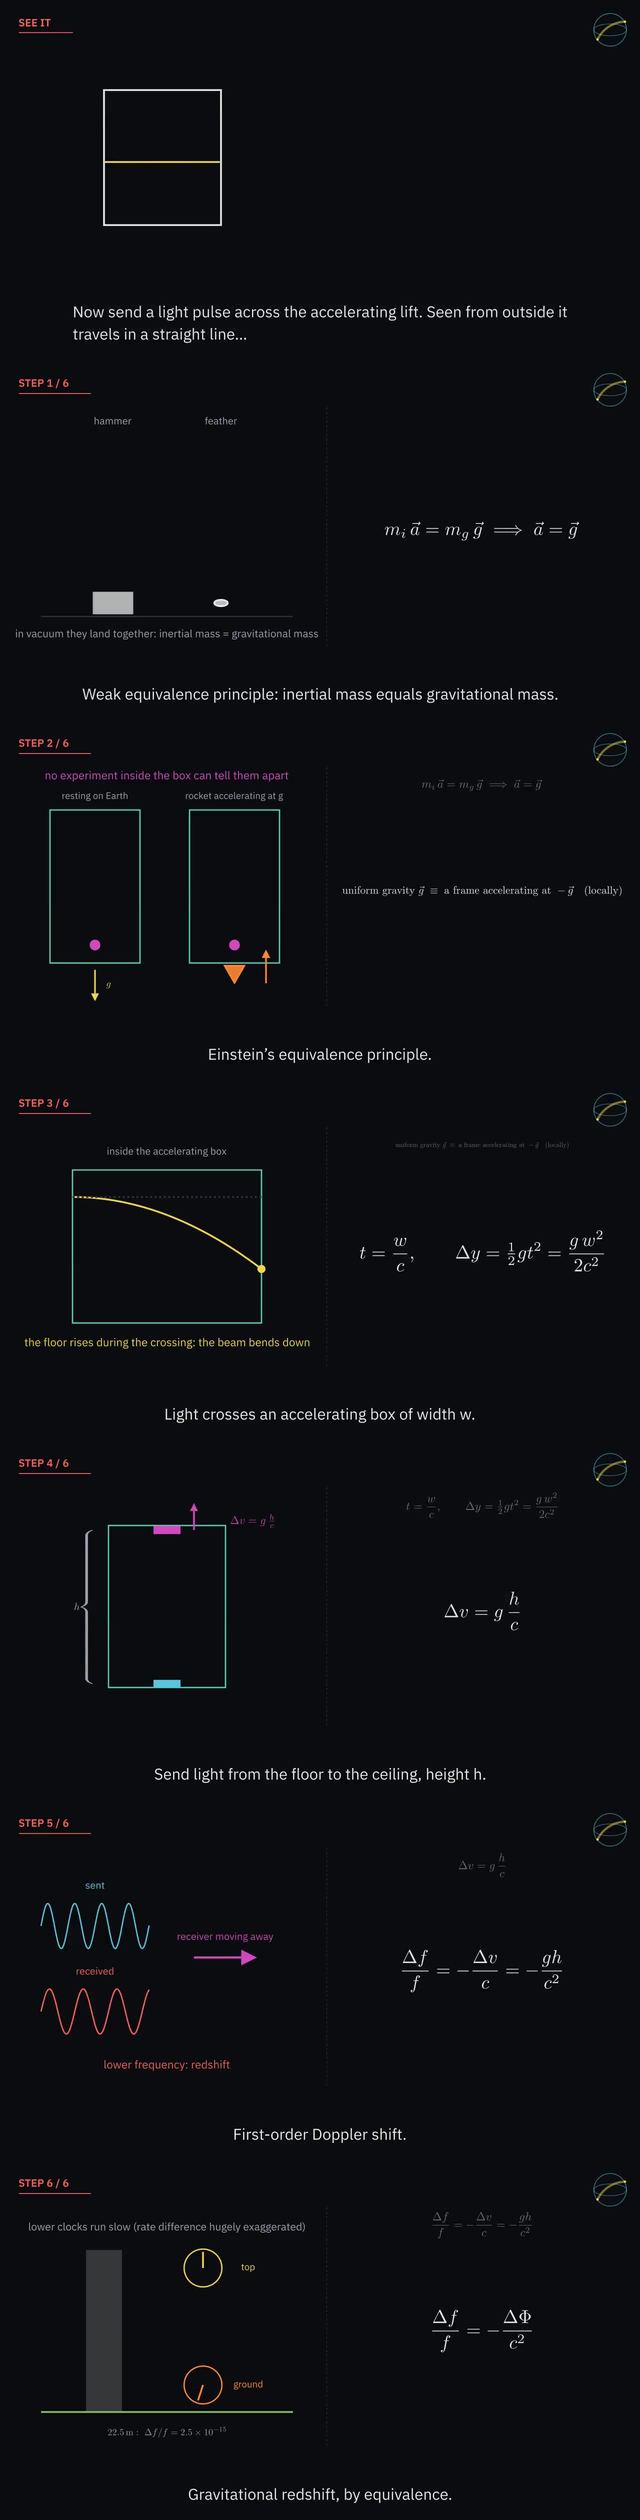 SEE IT
Now send a light pulse across the accelerating lift. Seen from outside it
travels in a straight line...
STEP 1 / 6
hammer
feather
in vacuum they land together: inertial mass = gravitational mass
m_i a⃗ = m_g g⃗ ⟹ a⃗ = g⃗
Weak equivalence principle: inertial mass equals gravitational mass.
STEP 2 / 6
no experiment inside the box can tell them apart
resting on Earth
rocket accelerating at g
g
m_i a⃗ = m_g g⃗ ⟹ a⃗ = g⃗
uniform gravity g⃗ ≡ a frame accelerating at − g⃗ (locally)
Einstein’s equivalence principle.
STEP 3 / 6
inside the accelerating box
the floor rises during the crossing: the beam bends down
uniform gravity g⃗ ≡ a frame accelerating at − g⃗ (locally)
t = w/c, Δy = ½gt² = g w²/2c²
Light crosses an accelerating box of width w.
STEP 4 / 6
Δv = g h/c
h
t = w/c, Δy = ½gt² = g w²/2c²
Δv = g h/c
Send light from the floor to the ceiling, height h.
STEP 5 / 6
sent
receiver moving away
received
lower frequency: redshift
Δv = g h/c
Δf/f = −Δv/c = −gh/c²
First-order Doppler shift.
STEP 6 / 6
lower clocks run slow (rate difference hugely exaggerated)
top
ground
22.5 m : Δf/f = 2.5 × 10⁻¹⁵
Δf/f = −Δv/c = −gh/c²
Δf/f = −ΔΦ/c²
Gravitational redshift, by equivalence.